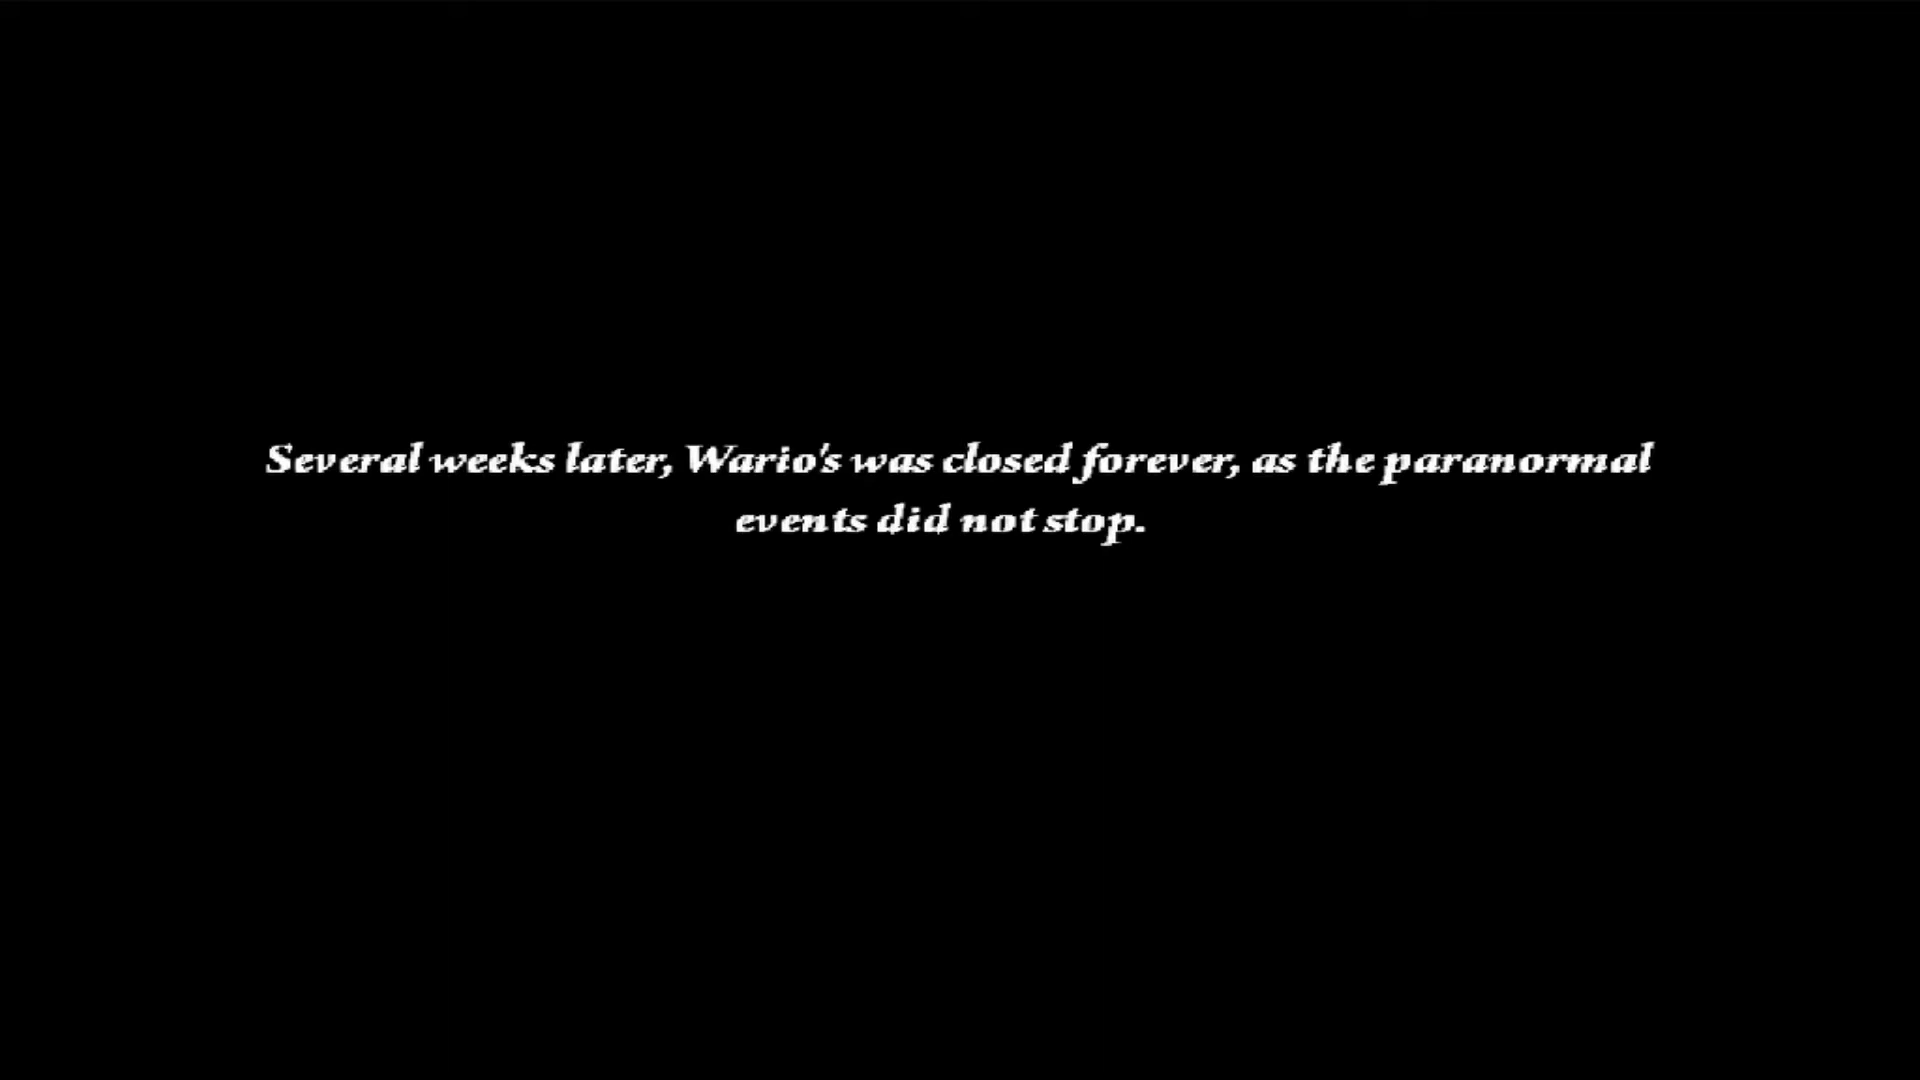 Several weeks later, Wario's was closed forever, as the paranormal
events did not stop.